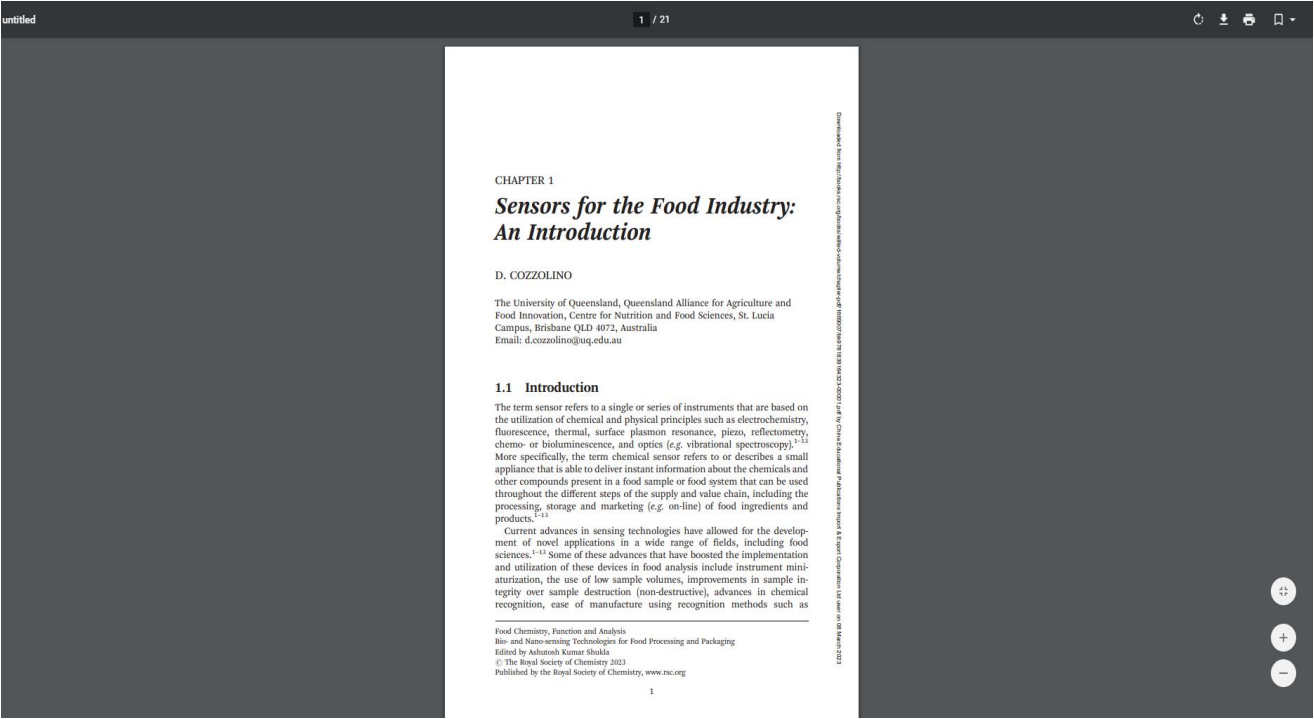 untitled
1 / 21
CHAPTER 1
Sensors for the Food Industry:
An Introduction
D. COZZOLINO
The University of Queensland, Queensland Alliance for Agriculture and
Food Innovation, Centre for Nutrition and Food Sciences, St. Lucia
Campus, Brisbane QLD 4072, Australia
Email: d.cozzolino@uq.edu.au
1.1 Introduction
The term sensor refers to a single or series of instruments that are based on
the utilization of chemical and physical principles such as electrochemistry,
fluorescence, thermal, surface plasmon resonance, piezo, reflectometry,
chemo- or bioluminescence, and optics (e.g. vibrational spectroscopy).1–13
More specifically, the term chemical sensor refers to or describes a small
appliance that is able to deliver instant information about the chemicals and
other compounds present in a food sample or food system that can be used
throughout the different steps of the supply and value chain, including the
processing, storage and marketing (e.g. on-line) of food ingredients and
products.1–13
Current advances in sensing technologies have allowed for the develop-
ment of novel applications in a wide range of fields, including food
sciences.1–13 Some of these advances that have boosted the implementation
and utilization of these devices in food analysis include instrument mini-
aturization, the use of low sample volumes, improvements in sample in-
tegrity over sample destruction (non-destructive), advances in chemical
recognition, ease of manufacture using recognition methods such as
Food Chemistry, Function and Analysis
Bio- and Nano-sensing Technologies for Food Processing and Packaging
Edited by Ashutosh Kumar Shukla
© The Royal Society of Chemistry 2023
Published by the Royal Society of Chemistry, www.rsc.org
1
by China Educational Publications Import & Export Corporation Ltd user on 08 March 2023